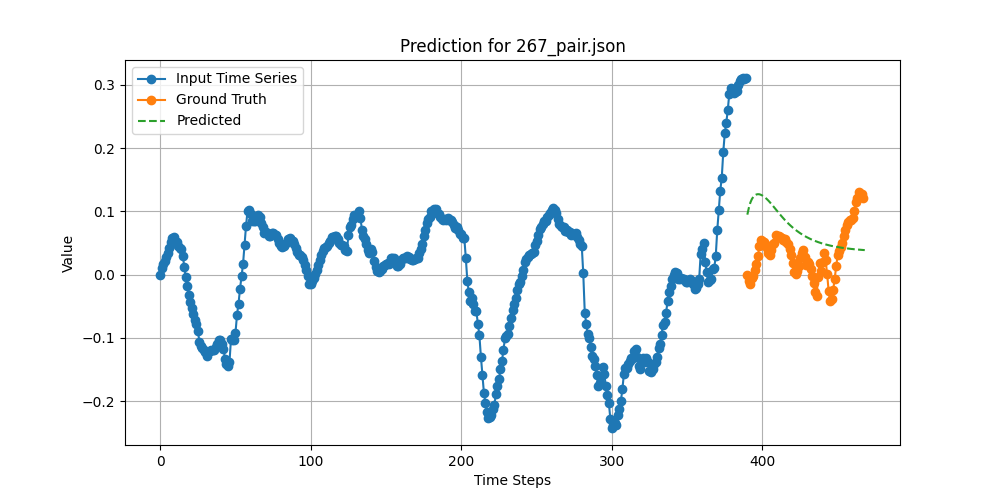 Prediction for 267_pair.json
Input Time Series
Ground Truth
Predicted
Value
0.3
0.2
0.1
0.0
−0.1
−0.2
0 100 200 300 400
Time Steps